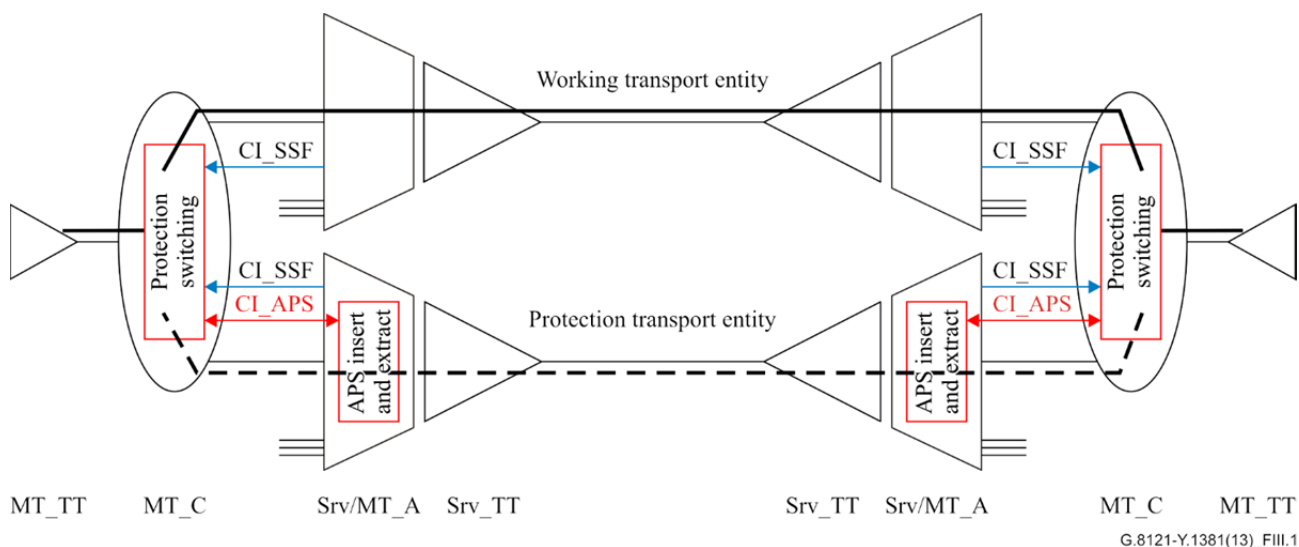 Working transport entity
CI_SSF
CI_SSF
Protection
switching
Protection
switching
CI_SSF
CI_SSF
CI_APS
CI_APS
Protection transport entity
APS insert
and extract
APS insert
and extract
MT_TT MT_C Srv/MT_A Srv_TT Srv_TT Srv/MT_A MT_C MT_TT
G.8121-Y.1381(13)_FIII.1